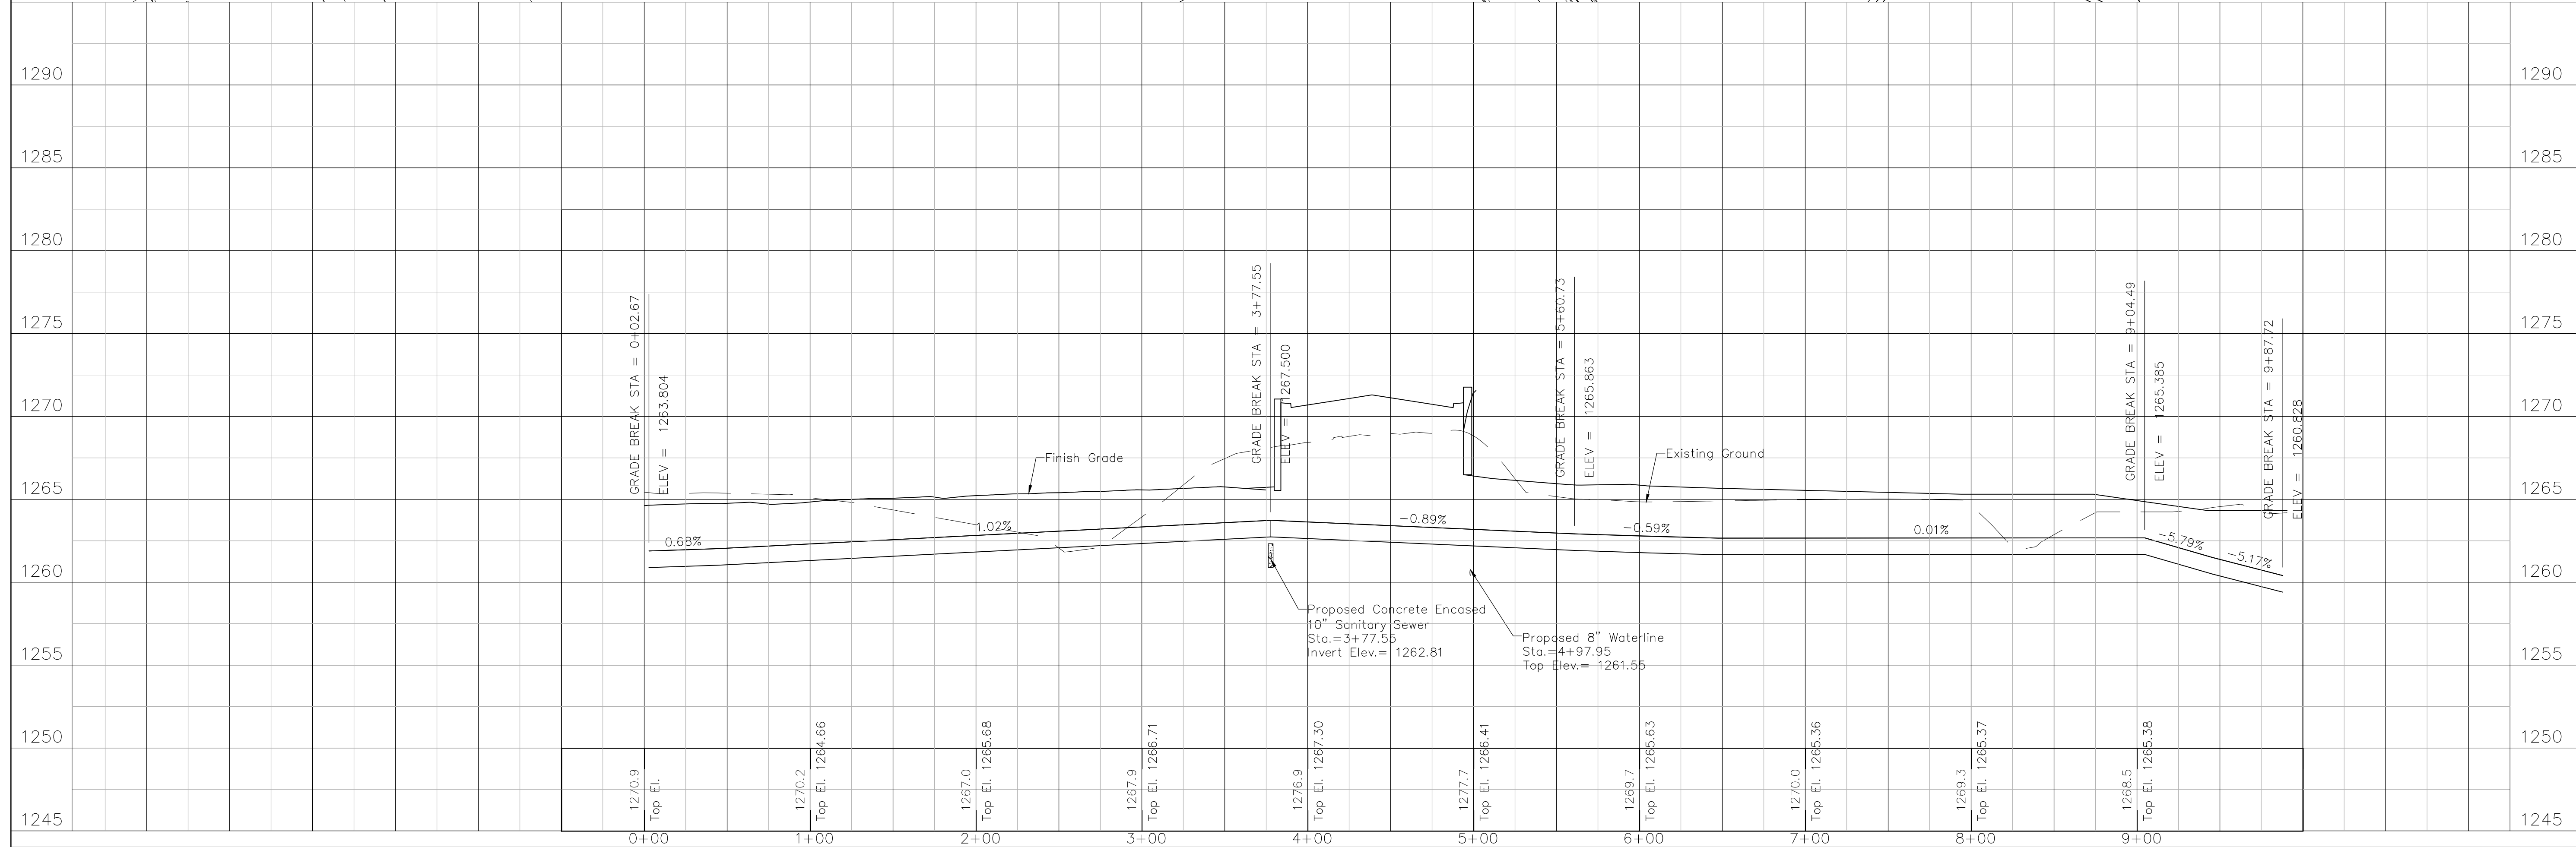 1290
1290
1285
1285
1280
1280
1275
1275
1270
1270
1265
1265
1260
1260
1255
1255
1250
1250
1245
1245
GRADE BREAK STA = 0+02.67
ELEV = 1263.804
GRADE BREAK STA = 3+77.55
ELEV = 1267.500
GRADE BREAK STA = 5+60.73
ELEV = 1265.863
GRADE BREAK STA = 9+04.49
ELEV = 1265.385
GRADE BREAK STA = 9+87.72
ELEV = 1260.828
Finish Grade
Existing Ground
0.68%
1.02%
-0.89%
-0.59%
0.01%
-5.79%
-5.17%
Proposed Concrete Encased
10" Sanitary Sewer
Sta.=3+77.55
Invert Elev.= 1262.81
Proposed 8" Waterline
Sta.=4+97.95
Top Elev.= 1261.55
1270.9
Top El.
1270.2
Top El. 1264.66
1267.0
Top El. 1265.68
1267.9
Top El. 1266.71
1276.9
Top El. 1267.30
1277.7
Top El. 1266.41
1269.7
Top El. 1265.63
1270.0
Top El. 1265.36
1269.3
Top El. 1265.37
1268.5
Top El. 1265.38
0+00
1+00
2+00
3+00
4+00
5+00
6+00
7+00
8+00
9+00